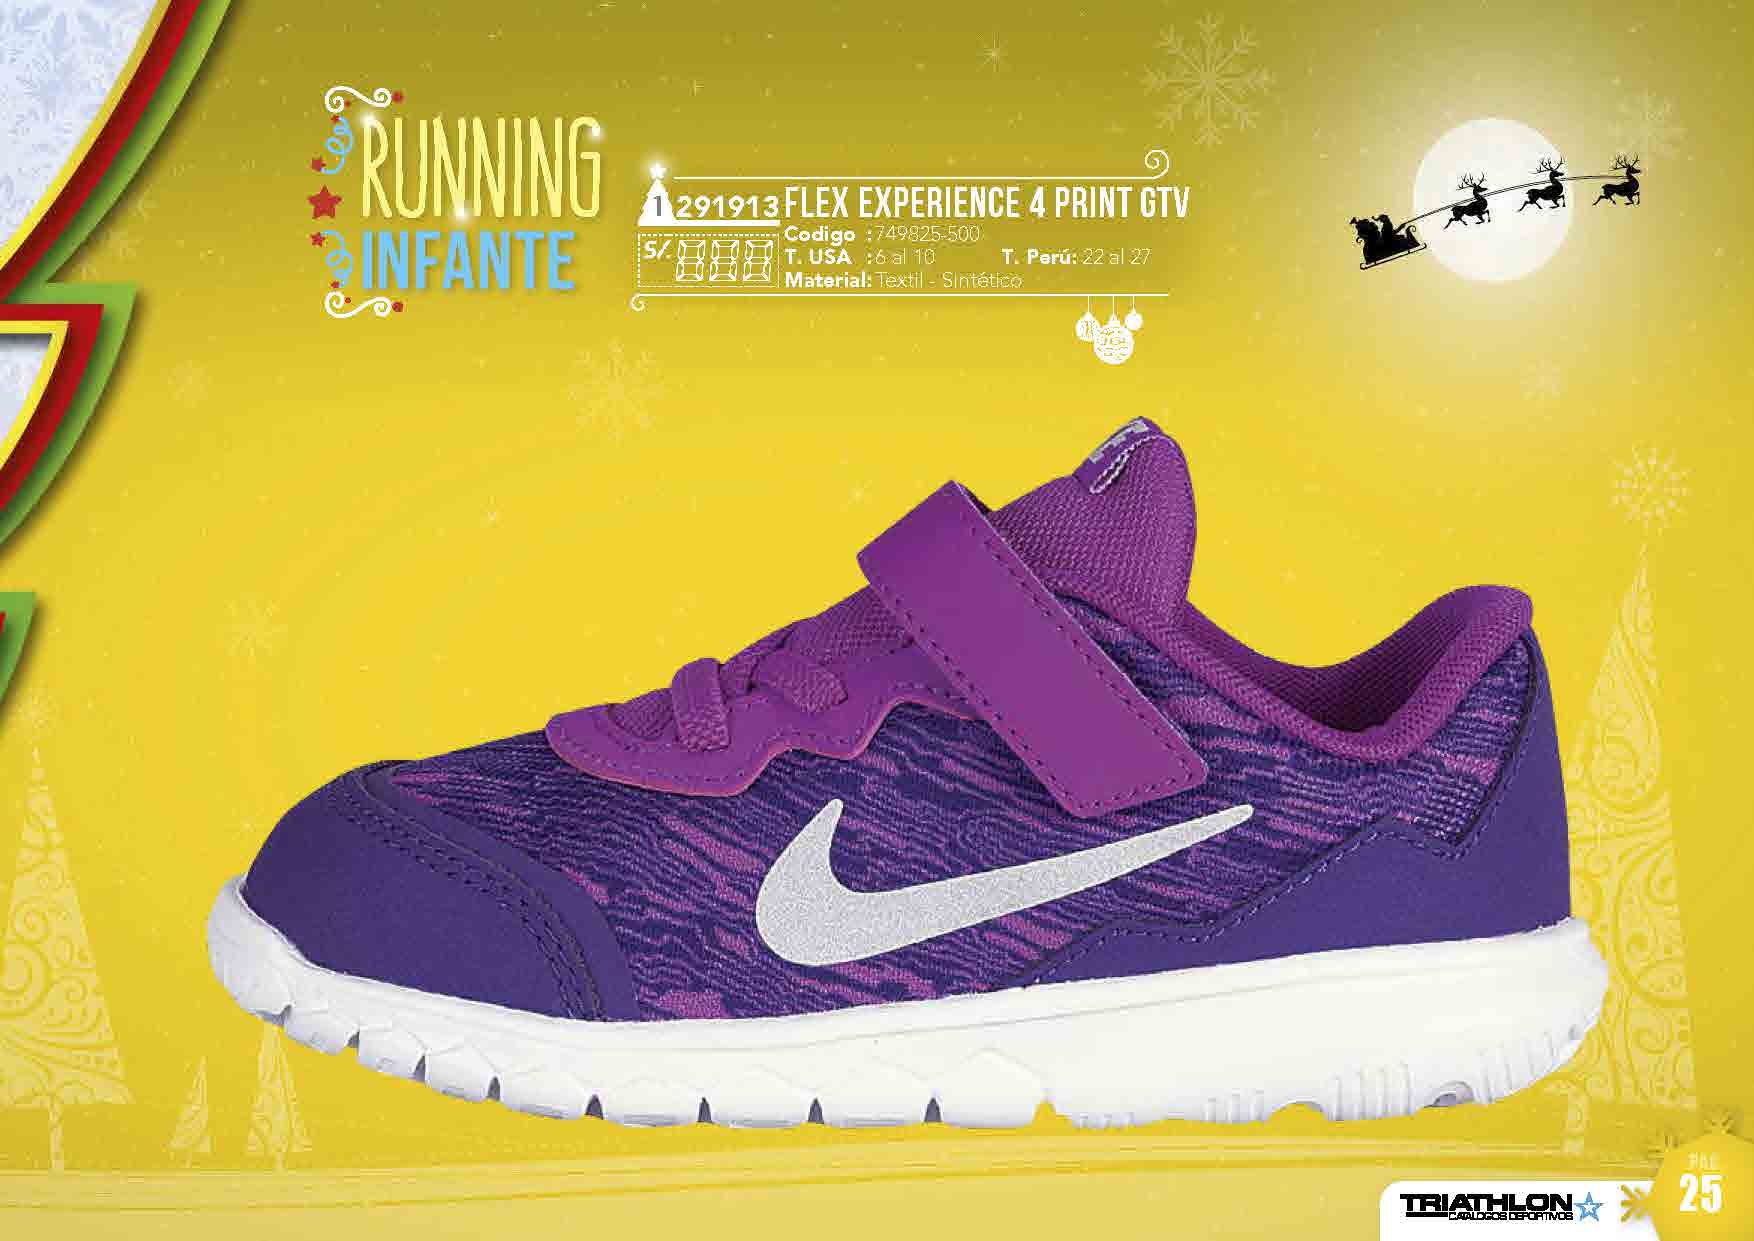 RUNNING
INFANTE
1 291913 FLEX EXPERIENCE 4 PRINT GTV
S/.
Codigo : 749825-500
T. USA : 6 al 10 T. Perú: 22 al 27
Material: Textil - Sintético
TRIATHLON
CATALOGOS DEPORTIVOS
PAG.
25